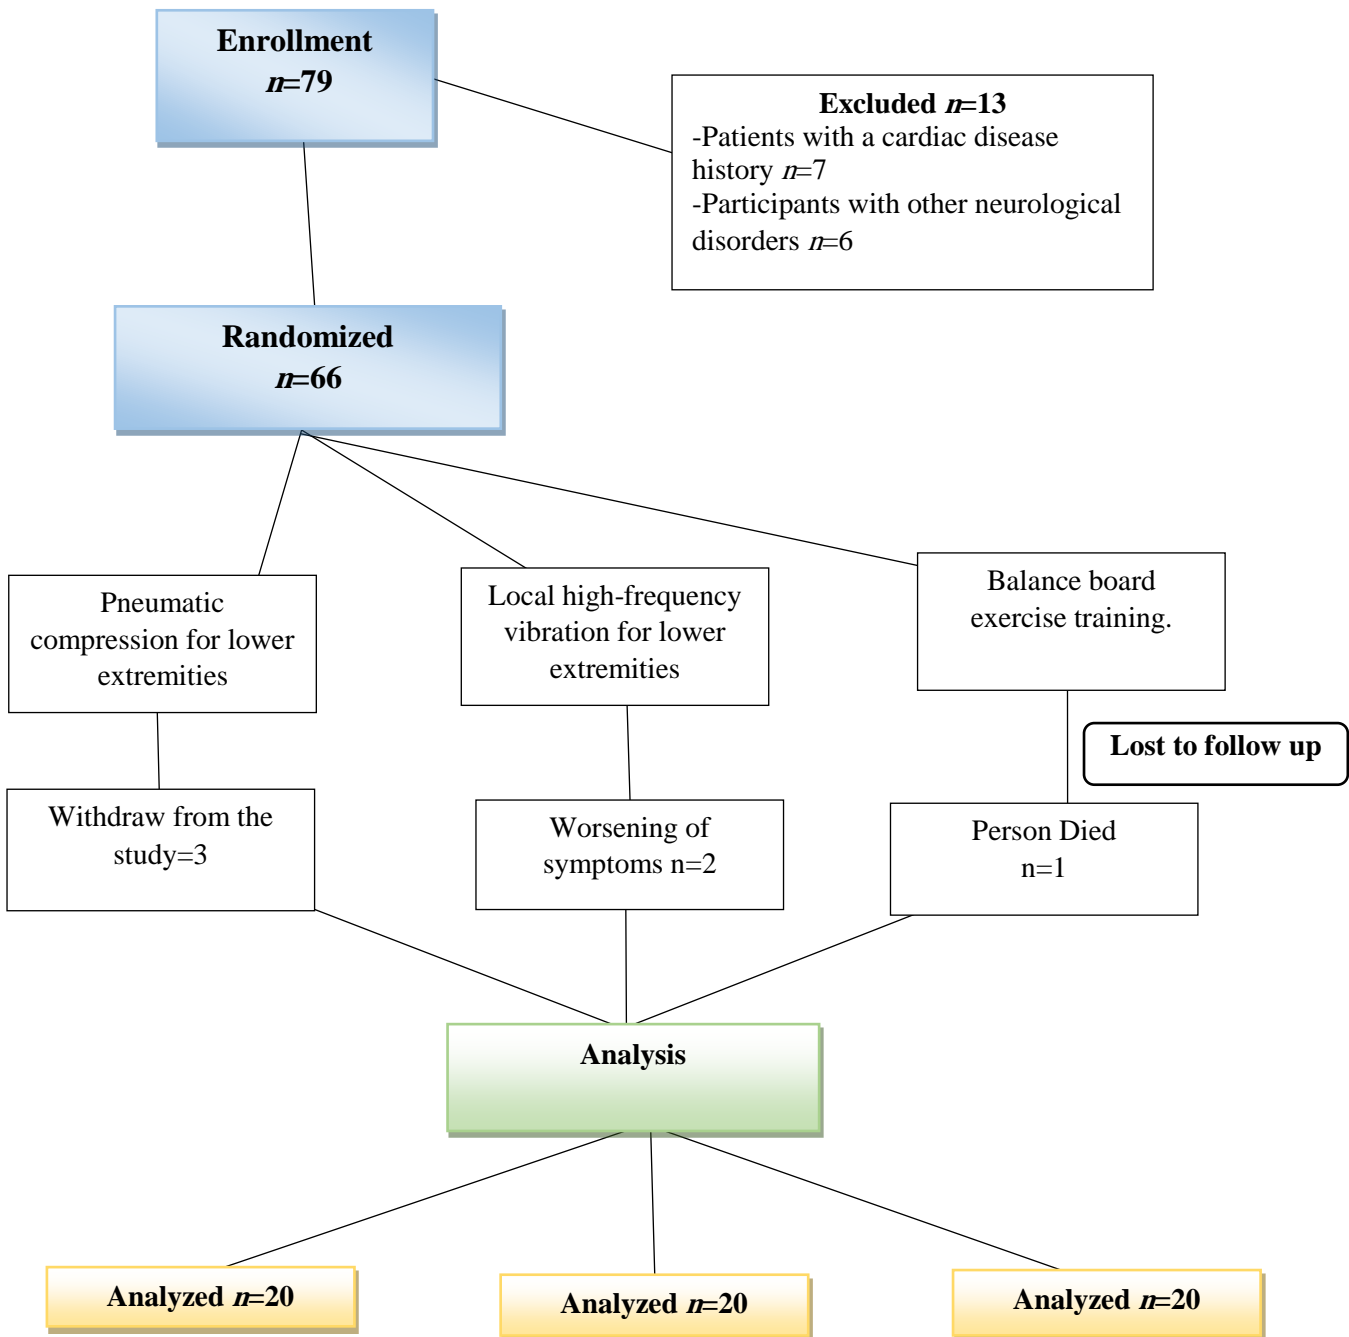 Enrollment
n=79
Excluded n=13
-Patients with a cardiac disease
history n=7
-Participants with other neurological
disorders n=6
Randomized
n=66
Pneumatic
compression for lower
extremities
Local high-frequency
vibration for lower
extremities
Balance board
exercise training.
Lost to follow up
Withdraw from the
study=3
Worsening of
symptoms n=2
Person Died
n=1
Analysis
Analyzed n=20
Analyzed n=20
Analyzed n=20